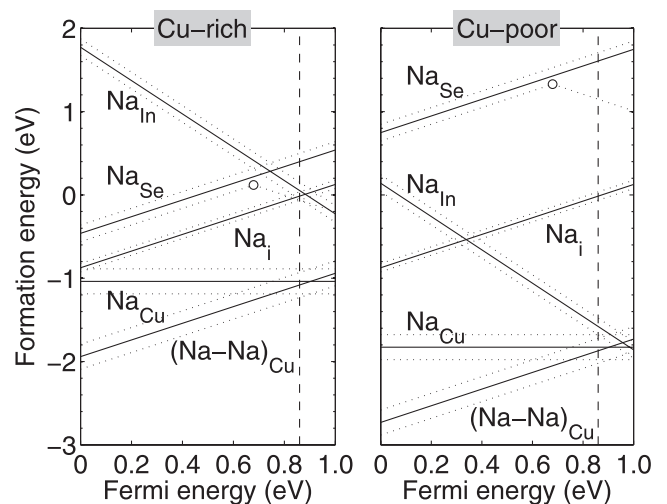 Cu–rich
Cu–poor
Formation energy (eV)
2
1
0
−1
−2
−3
Na_In
Na_Se
Na_i
Na_Cu
(Na–Na)_Cu
0 0.2 0.4 0.6 0.8 1.0
Fermi energy (eV)
Na_Se
Na_In
Na_i
Na_Cu
(Na–Na)_Cu
0 0.2 0.4 0.6 0.8 1.0
Fermi energy (eV)